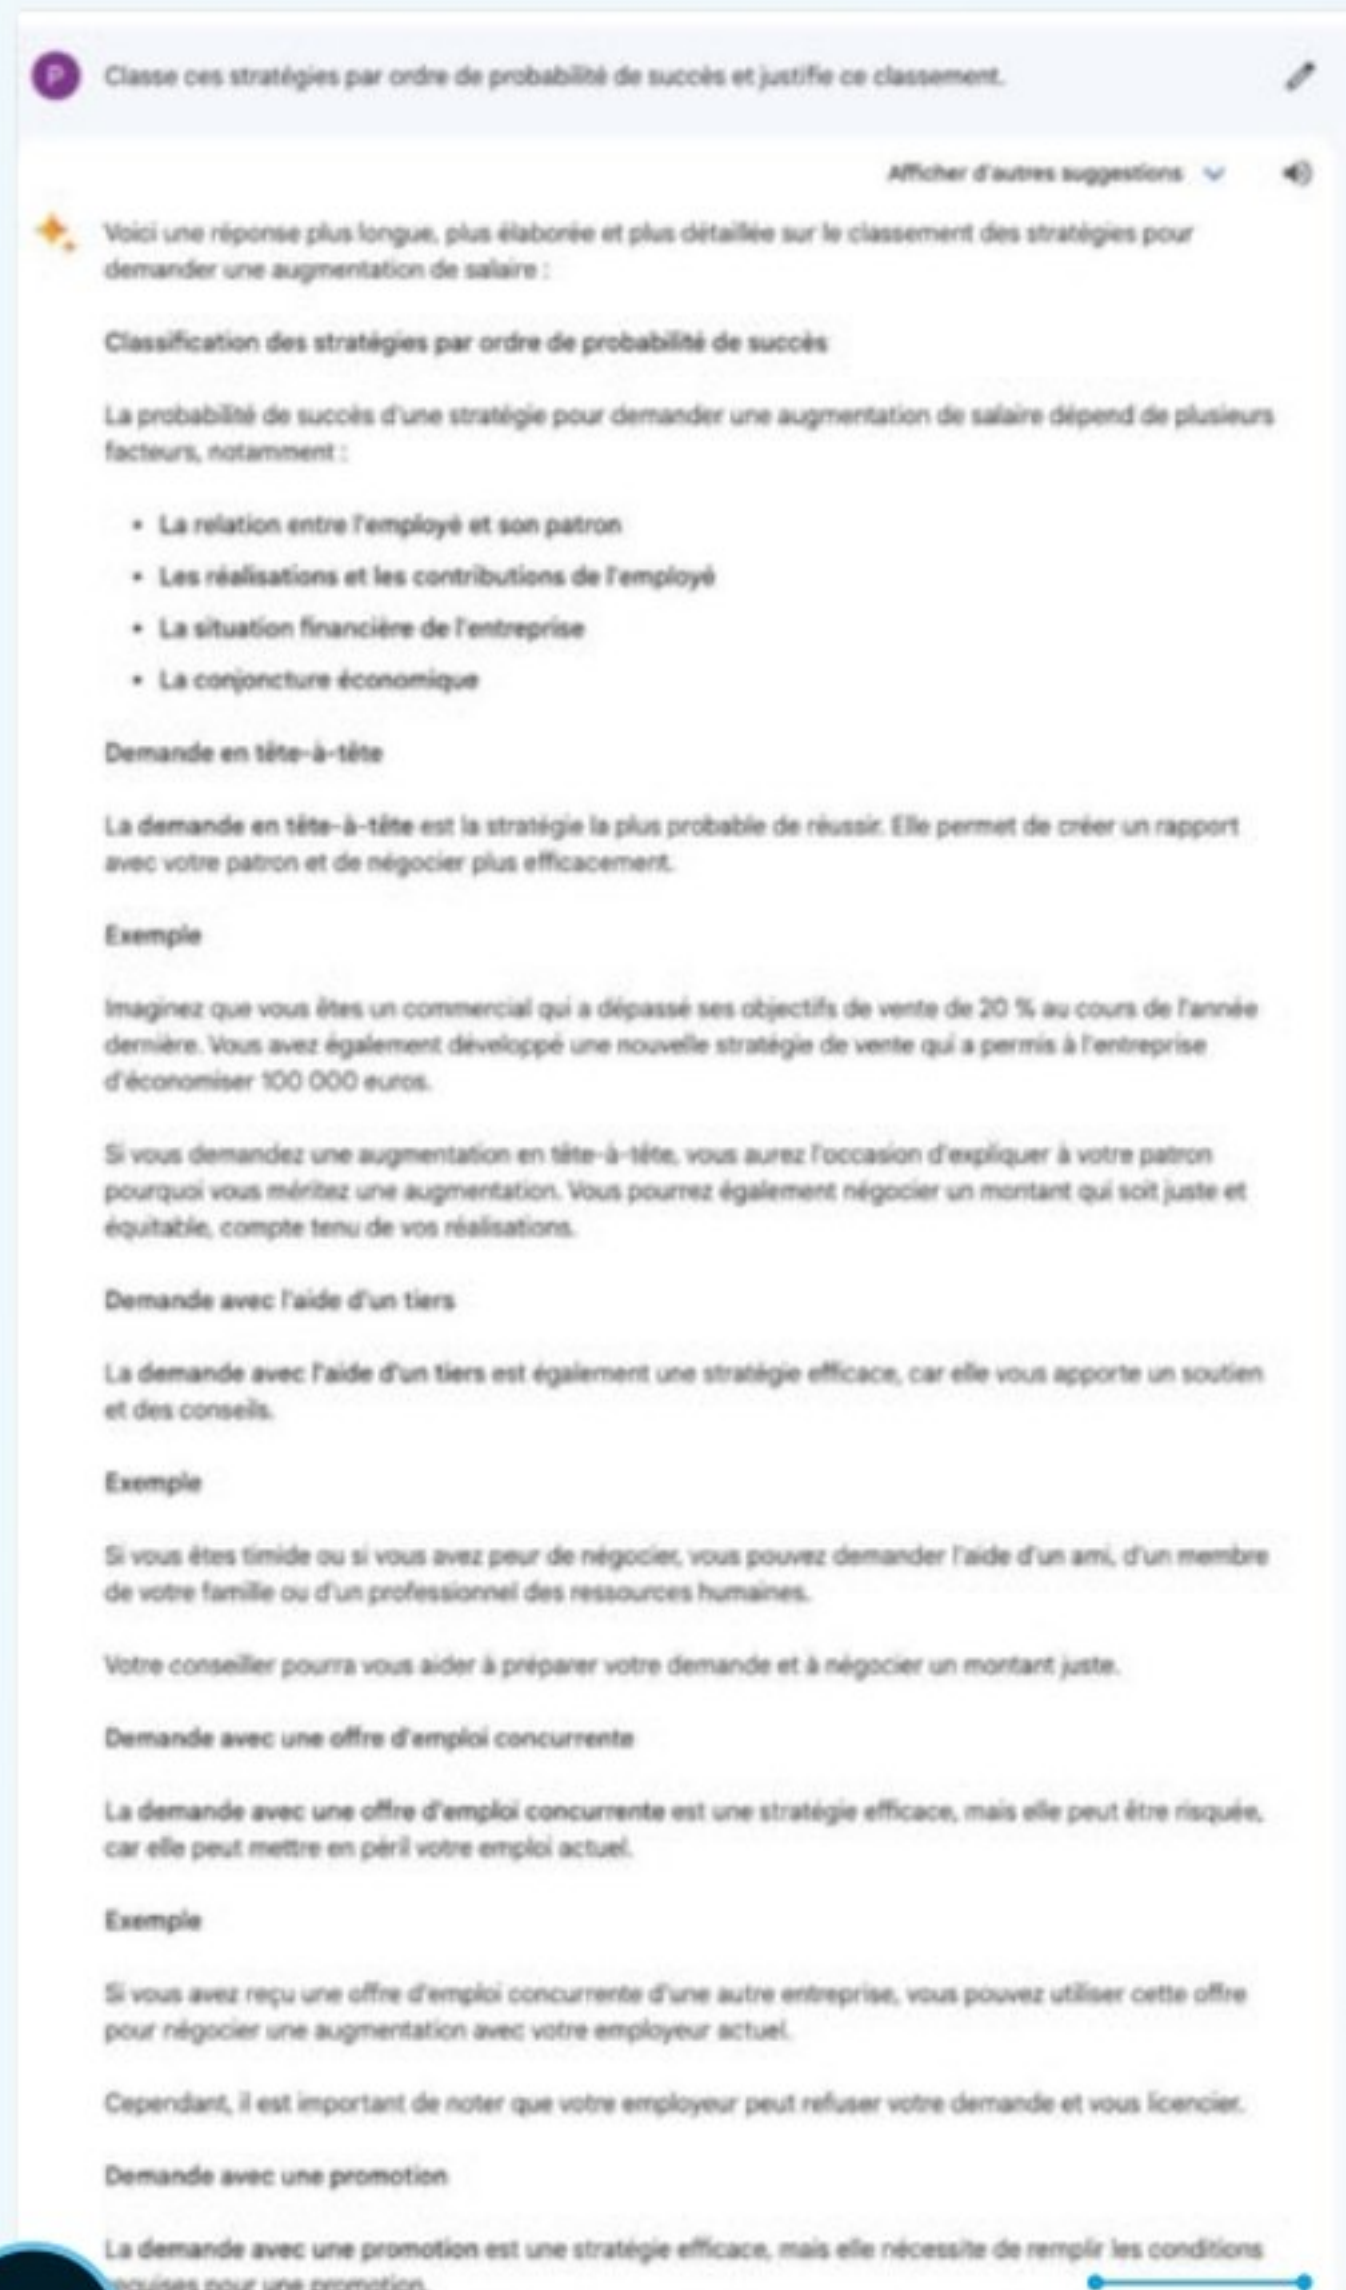 P
Classe ces stratégies par ordre de probabilité de succès et justifie ce classement.
Afficher d'autres suggestions
Voici une réponse plus longue, plus élaborée et plus détaillée sur le classement des stratégies pour
demander une augmentation de salaire :
Classification des stratégies par ordre de probabilité de succès
La probabilité de succès d'une stratégie pour demander une augmentation de salaire dépend de plusieurs
facteurs, notamment :
• La relation entre l'employé et son patron
• Les réalisations et les contributions de l'employé
• La situation financière de l'entreprise
• La conjoncture économique
Demande en tête-à-tête
La demande en tête-à-tête est la stratégie la plus probable de réussir. Elle permet de créer un rapport
avec votre patron et de négocier plus efficacement.
Exemple
Imaginez que vous êtes un commercial qui a dépassé ses objectifs de vente de 20 % au cours de l'année
dernière. Vous avez également développé une nouvelle stratégie de vente qui a permis à l'entreprise
d'économiser 100 000 euros.
Si vous demandez une augmentation en tête-à-tête, vous aurez l'occasion d'expliquer à votre patron
pourquoi vous méritez une augmentation. Vous pourrez également négocier un montant qui soit juste et
équitable, compte tenu de vos réalisations.
Demande avec l'aide d'un tiers
La demande avec l'aide d'un tiers est également une stratégie efficace, car elle vous apporte un soutien
et des conseils.
Exemple
Si vous êtes timide ou si vous avez peur de négocier, vous pouvez demander l'aide d'un ami, d'un membre
de votre famille ou d'un professionnel des ressources humaines.
Votre conseiller pourra vous aider à préparer votre demande et à négocier un montant juste.
Demande avec une offre d'emploi concurrente
La demande avec une offre d'emploi concurrente est une stratégie efficace, mais elle peut être risquée,
car elle peut mettre en péril votre emploi actuel.
Exemple
Si vous avez reçu une offre d'emploi concurrente d'une autre entreprise, vous pouvez utiliser cette offre
pour négocier une augmentation avec votre employeur actuel.
Cependant, il est important de noter que votre employeur peut refuser votre demande et vous licencier.
Demande avec une promotion
La demande avec une promotion est une stratégie efficace, mais elle nécessite de remplir les conditions
requises pour une promotion.